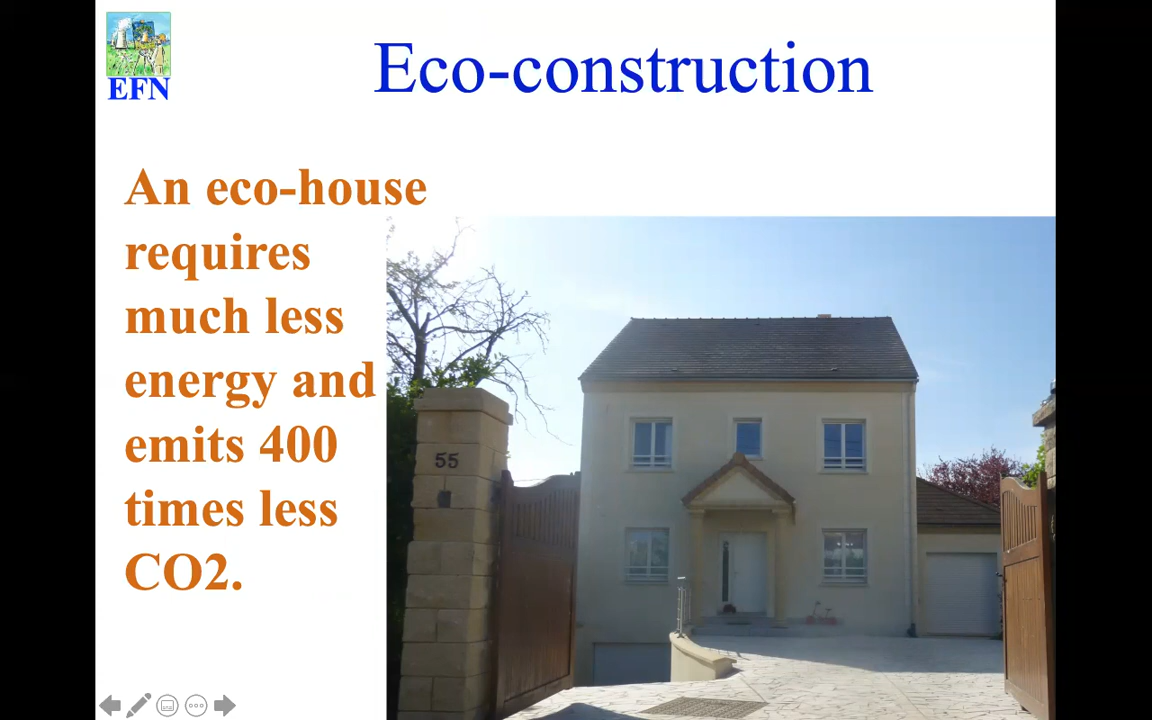 EFN
Eco-construction
An eco-house
requires
much less
energy and
emits 400
times less
CO2.
55